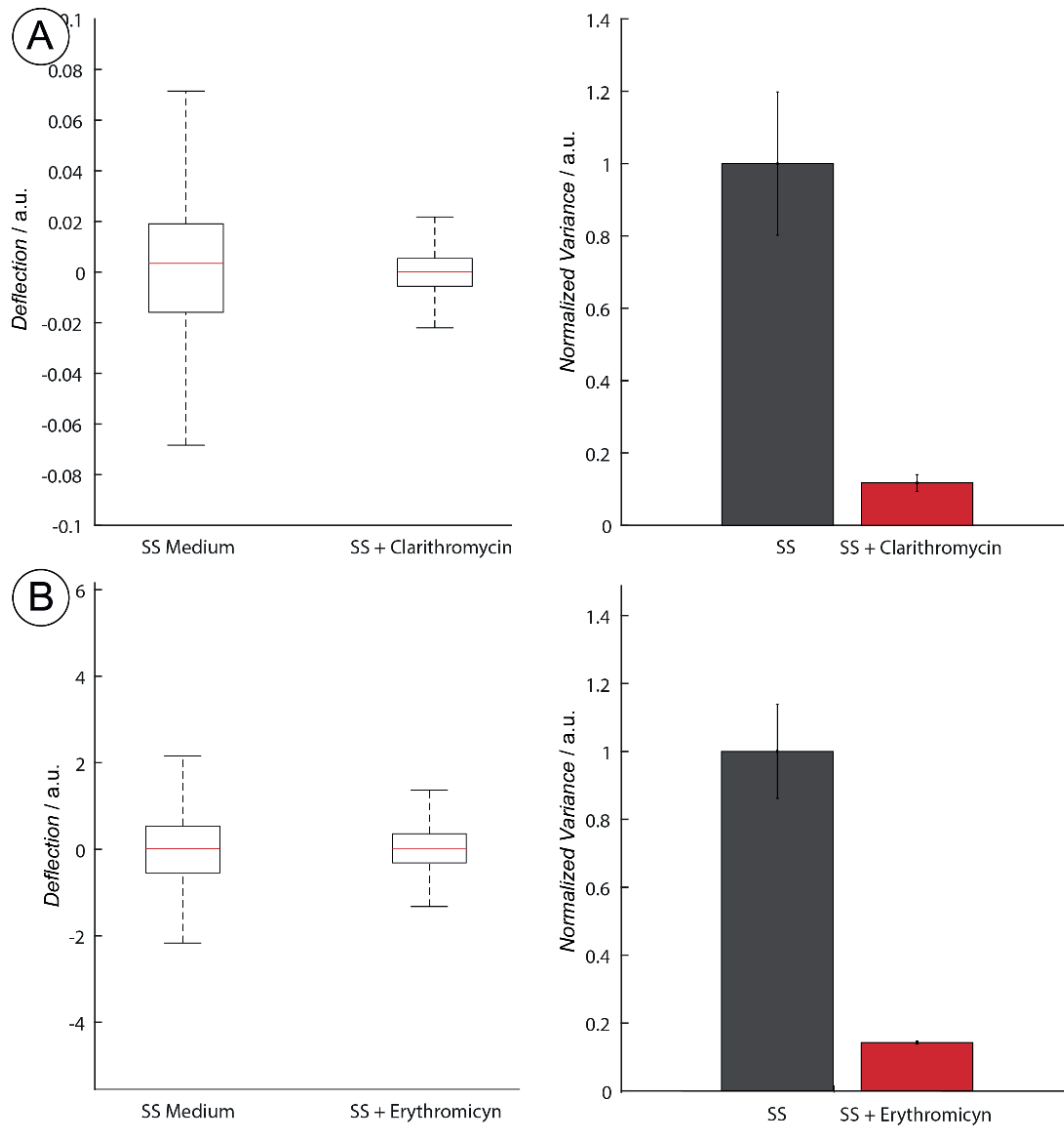 A
0.1
0.08
0.06
0.04
0.02
0
-0.02
-0.04
-0.06
-0.08
-0.1
Deflection / a.u.
SS Medium
SS + Clarithromycin
1.4
1.2
1
0.8
0.6
0.4
0.2
0
Normalized Variance / a.u.
SS
SS + Clarithromycin
B
6
4
2
0
-2
-4
Deflection / a.u.
SS Medium
SS + Erythromicyn
1.4
1.2
1
0.8
0.6
0.4
0.2
0
Normalized Variance / a.u.
SS
SS + Erythromicyn